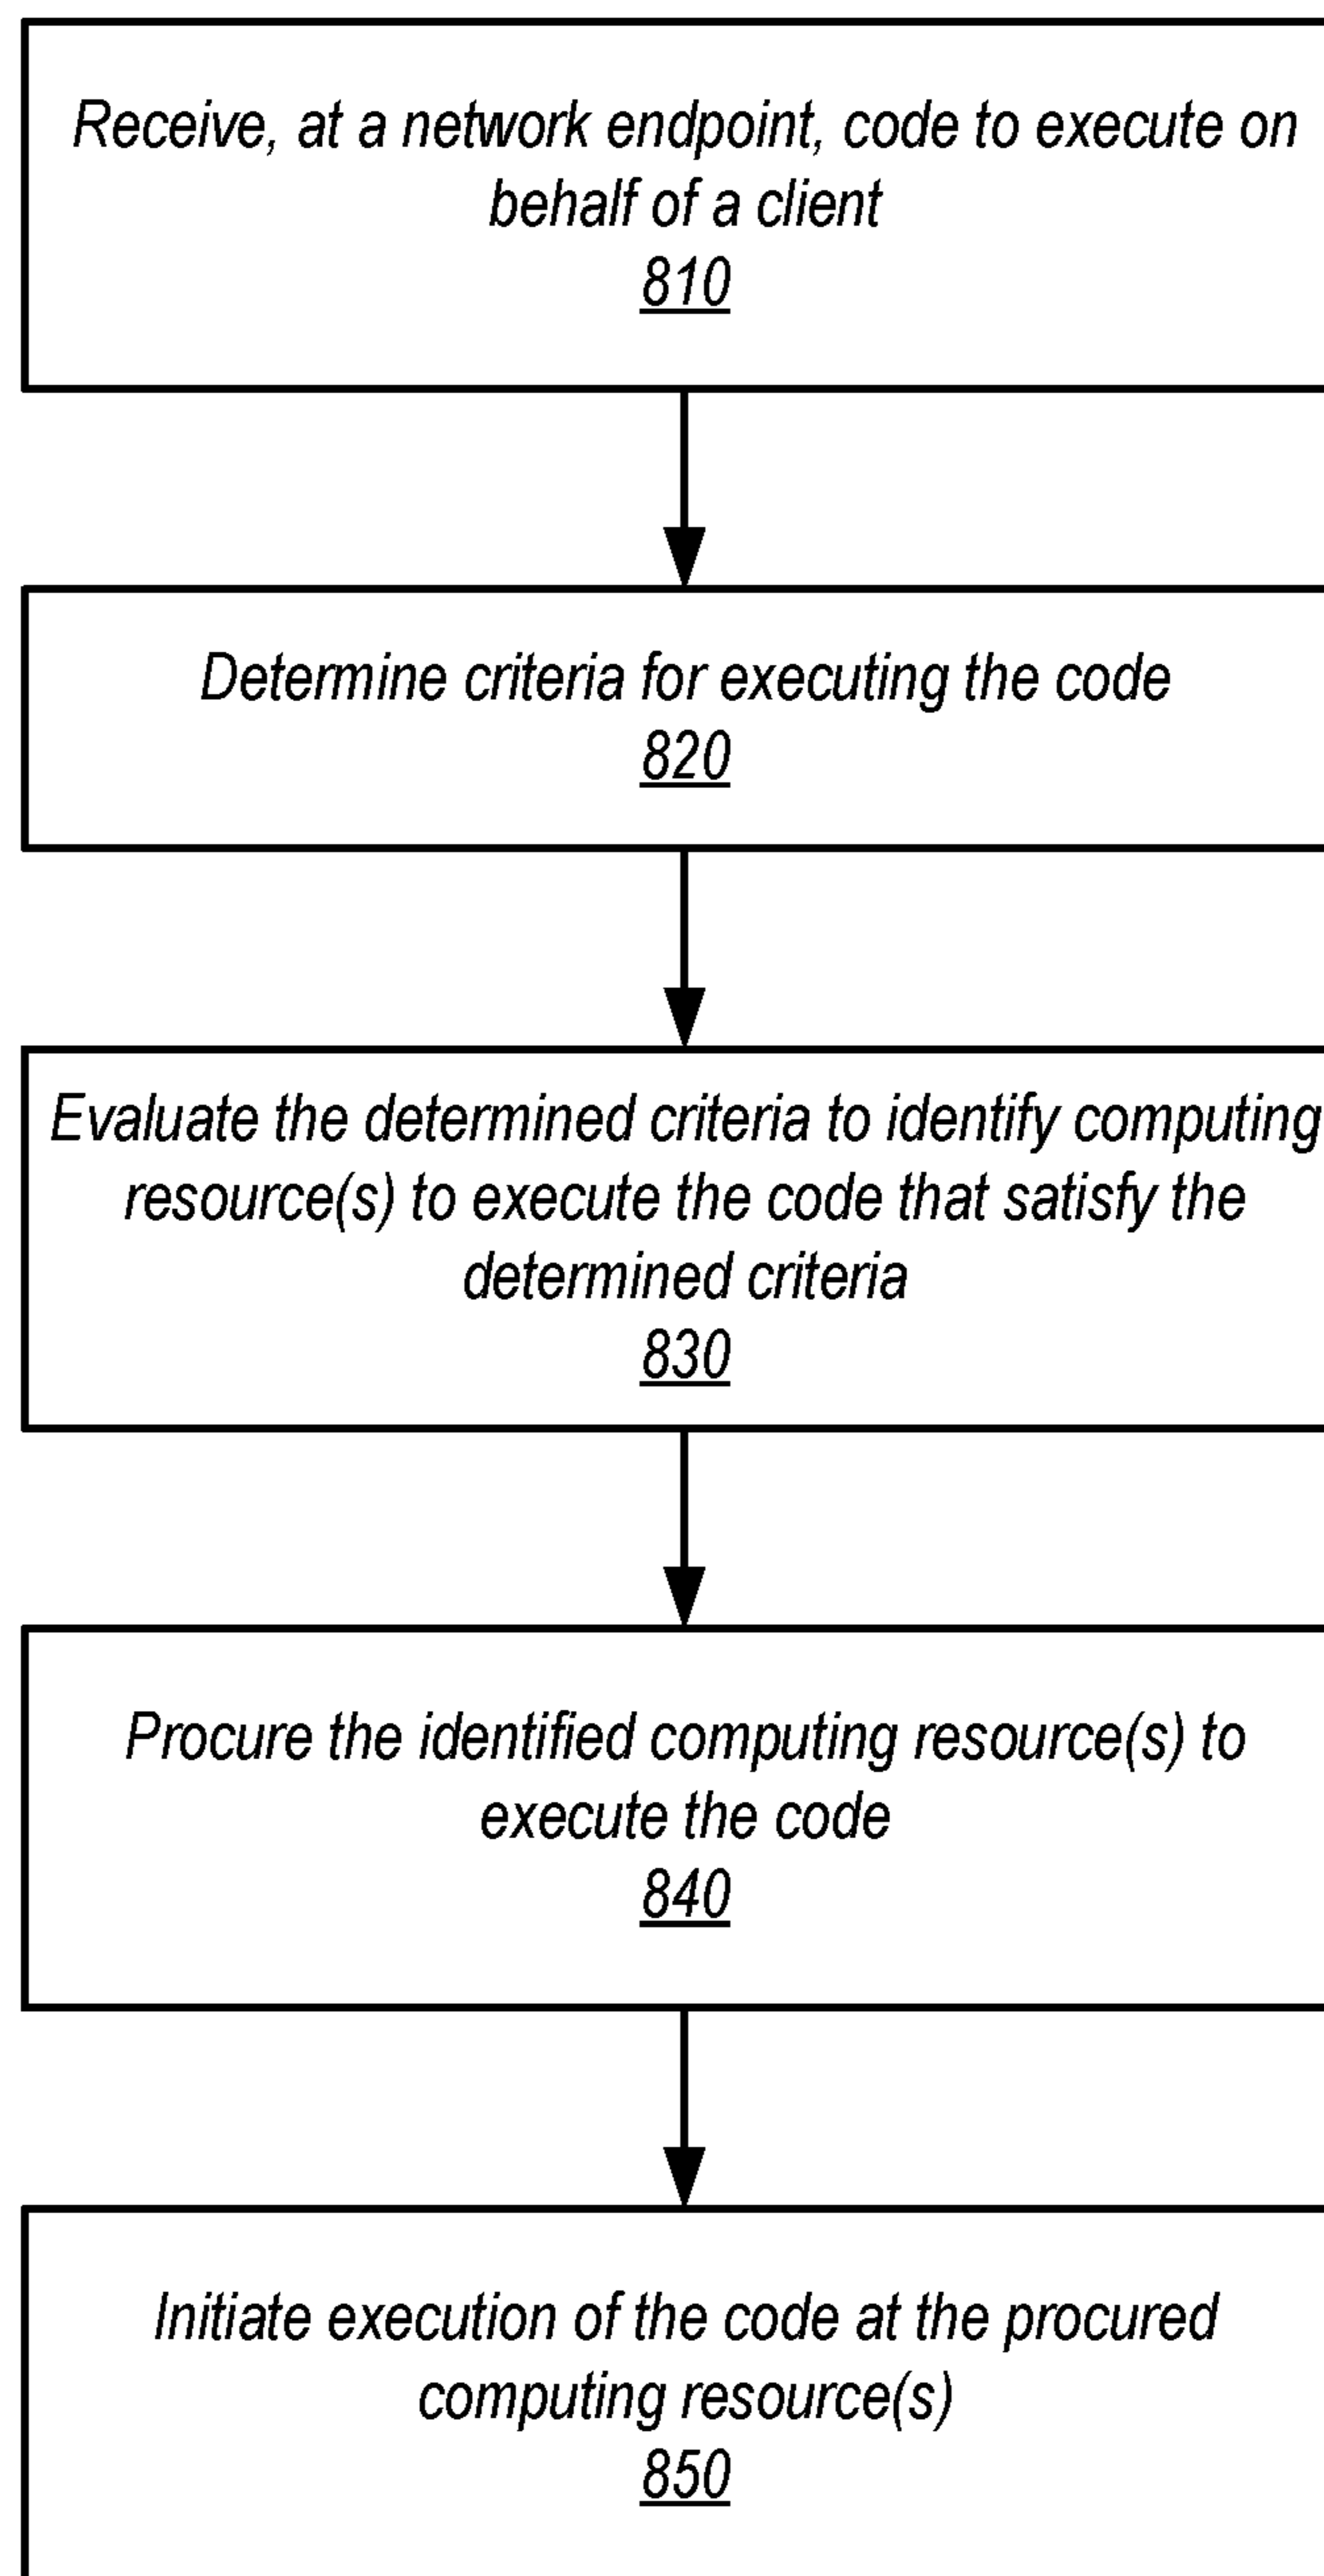 Receive, at a network endpoint, code to execute on
behalf of a client
810
Determine criteria for executing the code
820
Evaluate the determined criteria to identify computing
resource(s) to execute the code that satisfy the
determined criteria
830
Procure the identified computing resource(s) to
execute the code
840
Initiate execution of the code at the procured
computing resource(s)
850